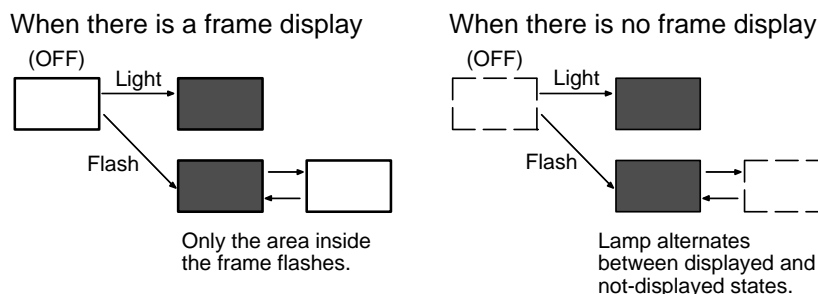 When there is a frame display
(OFF)
Light
Flash
Only the area inside
the frame flashes.
When there is no frame display
(OFF)
Light
Flash
Lamp alternates
between displayed and
not-displayed states.